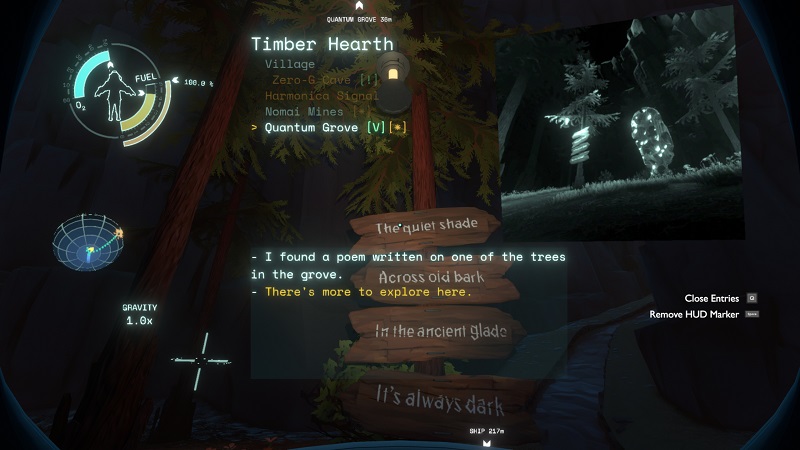 QUANTUM GROVE 36m
Timber Hearth
Village
Zero-G Cave [!]
Harmonica Signal
Nomai Mines [*]
> Quantum Grove [V] [*]
FUEL
100.0 %
O2
The quiet shade
- I found a poem written on one of the trees
in the grove.
Across old bark
- There's more to explore here.
GRAVITY
1.0x
In the ancient glade
It's always dark
Close Entries
Remove HUD Marker
SHIP 217m